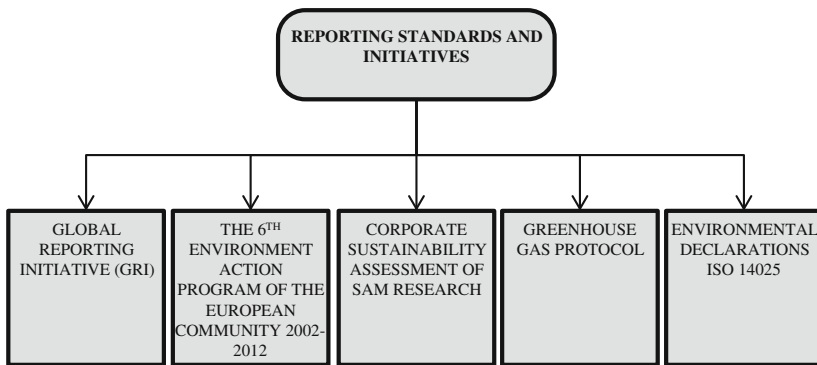 REPORTING STANDARDS AND
INITIATIVES
GLOBAL
REPORTING
INITIATIVE (GRI)
THE 6TH
ENVIRONMENT
ACTION
PROGRAM OF THE
EUROPEAN
COMMUNITY 2002-
2012
CORPORATE
SUSTAINABILITY
ASSESSMENT OF
SAM RESEARCH
GREENHOUSE
GAS PROTOCOL
ENVIRONMENTAL
DECLARATIONS
ISO 14025